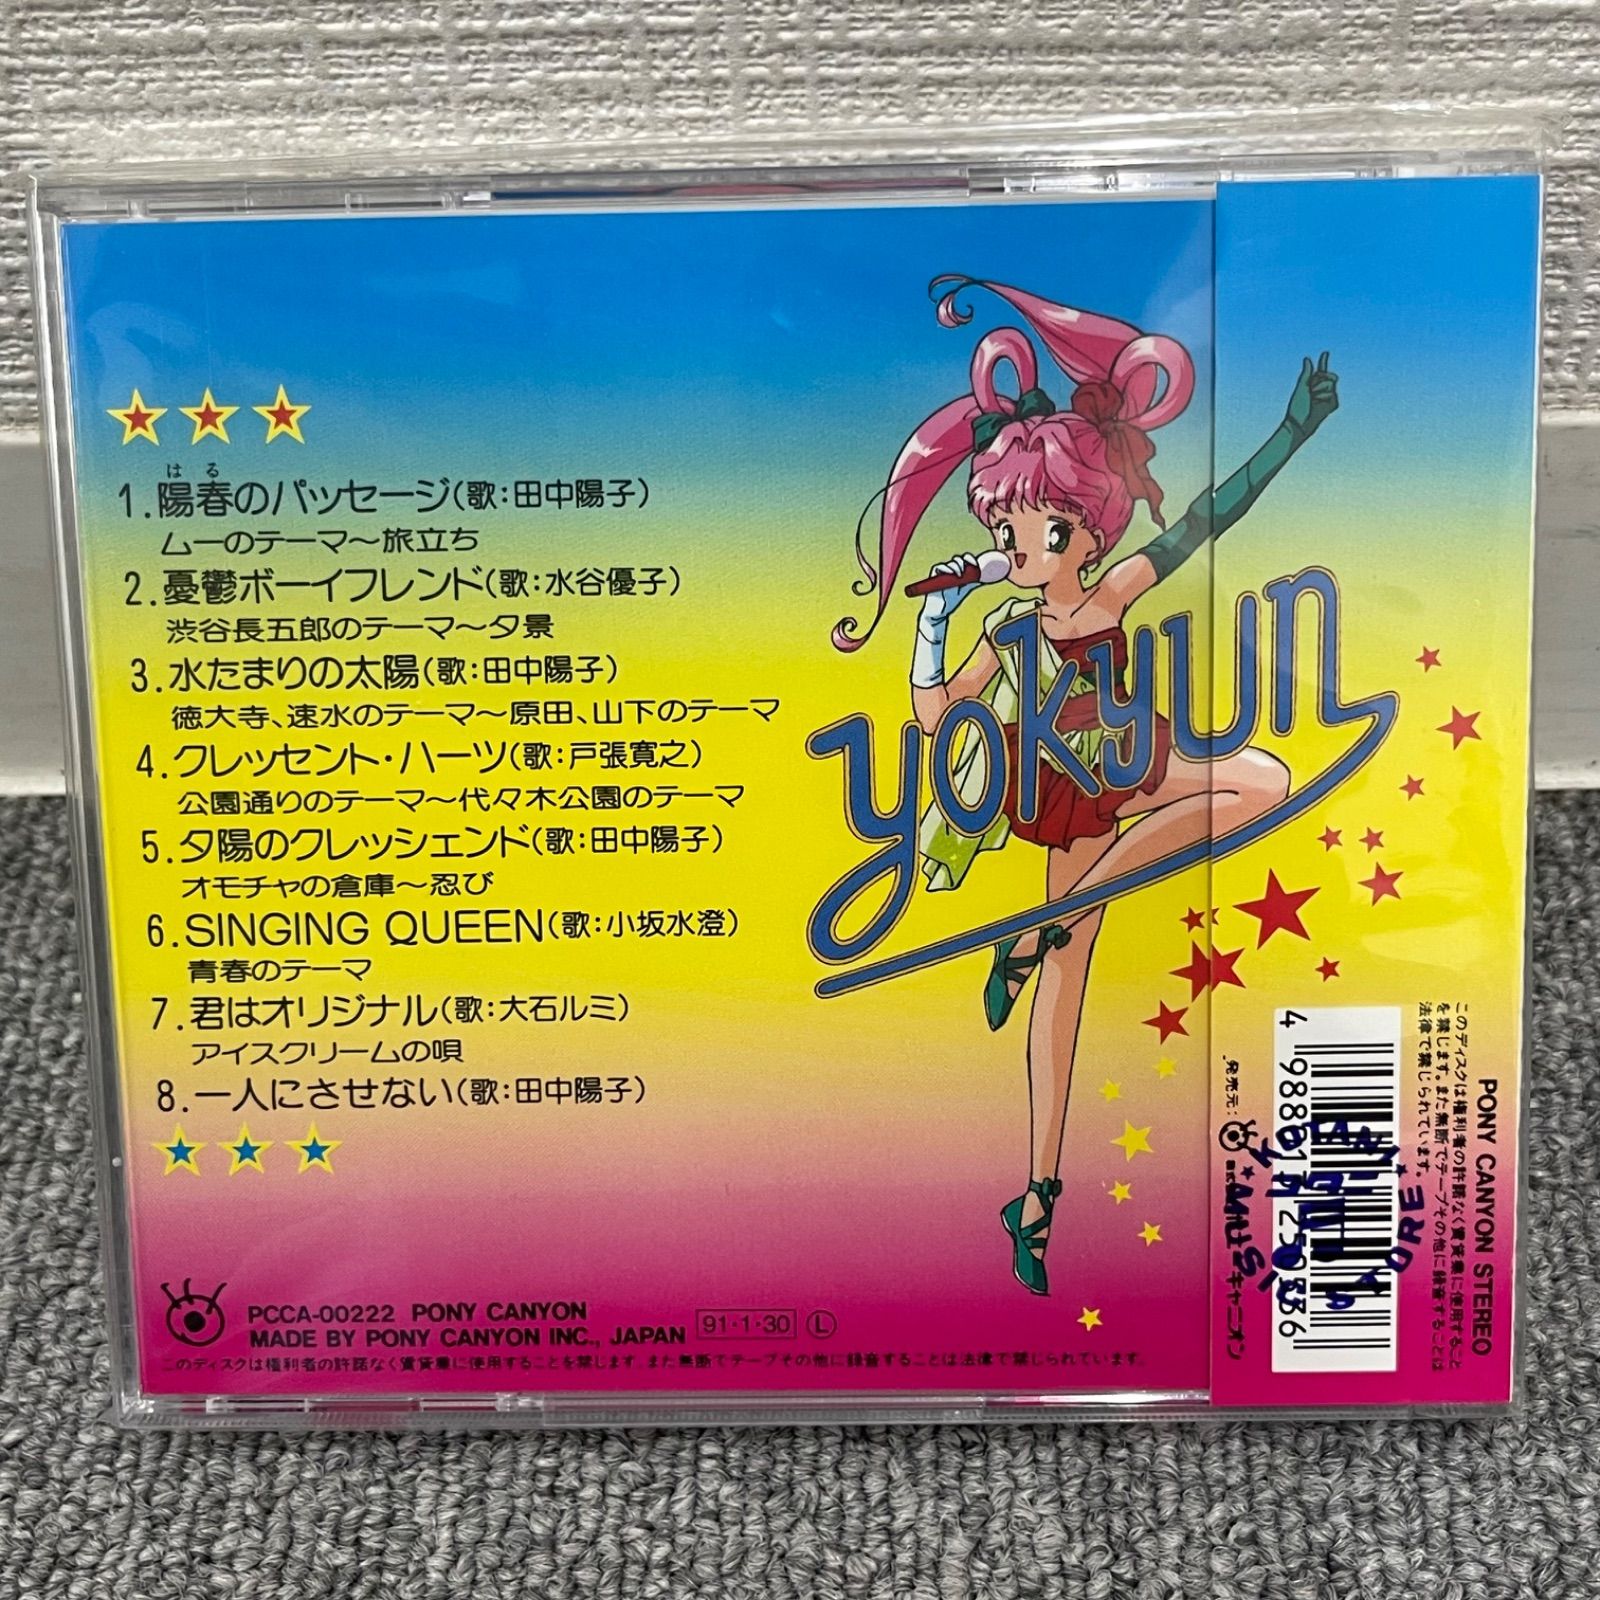 はる
1.陽春のパッセージ(歌:田中陽子)
ムーのテーマ〜旅立ち
2.憂鬱ボーイフレンド(歌:水谷優子)
渋谷長五郎のテーマ〜夕景
3.水たまりの太陽(歌:田中陽子)
徳大寺、速水のテーマ〜原田、山下のテーマ
4.クレッセント・ハーツ(歌:戸張寛之)
公園通りのテーマ〜代々木公園のテーマ
5.夕陽のクレッシェンド(歌:田中陽子)
オモチャの倉庫〜忍び
6.SINGING QUEEN(歌:小坂水澄)
青春のテーマ
7.君はオリジナル(歌:大石ルミ)
アイスクリームの唄
8.一人にさせない(歌:田中陽子)
yokyun
PCCA-00222 PONY CANYON
MADE BY PONY CANYON INC., JAPAN 91・1・30 L
このディスクは権利者の許諾なく賃貸業に使用することを禁じます。また無断でテープその他に録音することは法律で禁じられています。
PONY CANYON STEREO
このディスクは権利者の許諾なく賃貸業に使用すること
を禁じます。また無断でテープその他に録音することは
法律で禁じられています。
発売元:
キャニオン